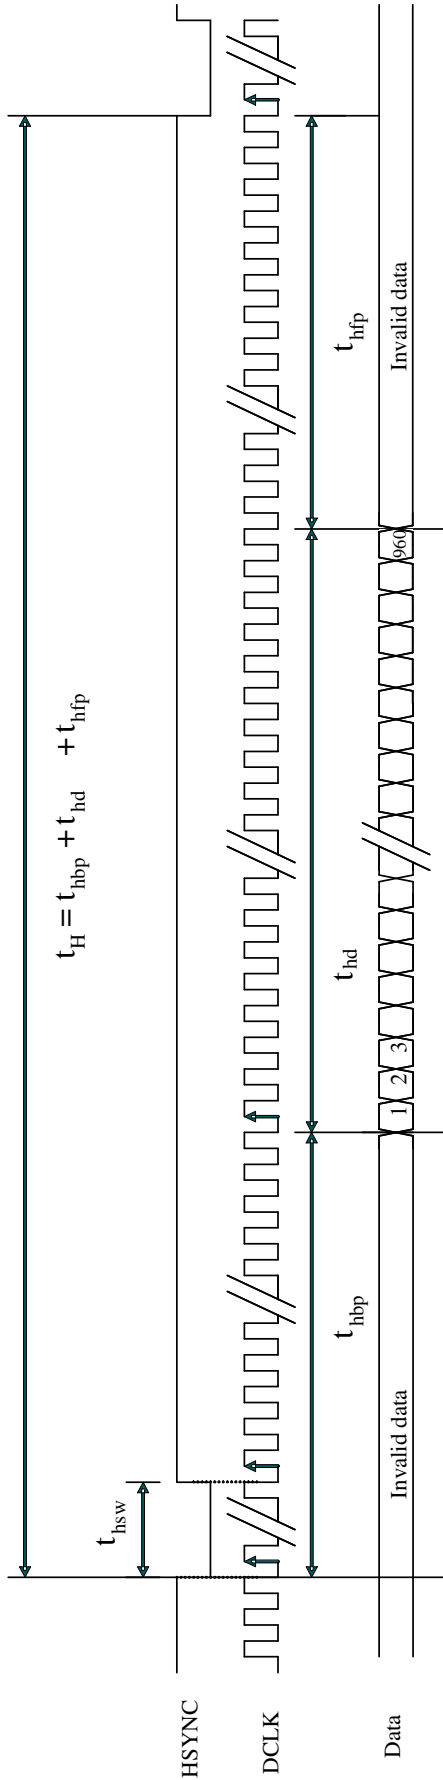 t_H = t_hbp + t_hd + t_hfp
t_hsw
HSYNC
DCLK
t_hbp t_hd t_hfp
Data Invalid data 1 2 3 960 Invalid data